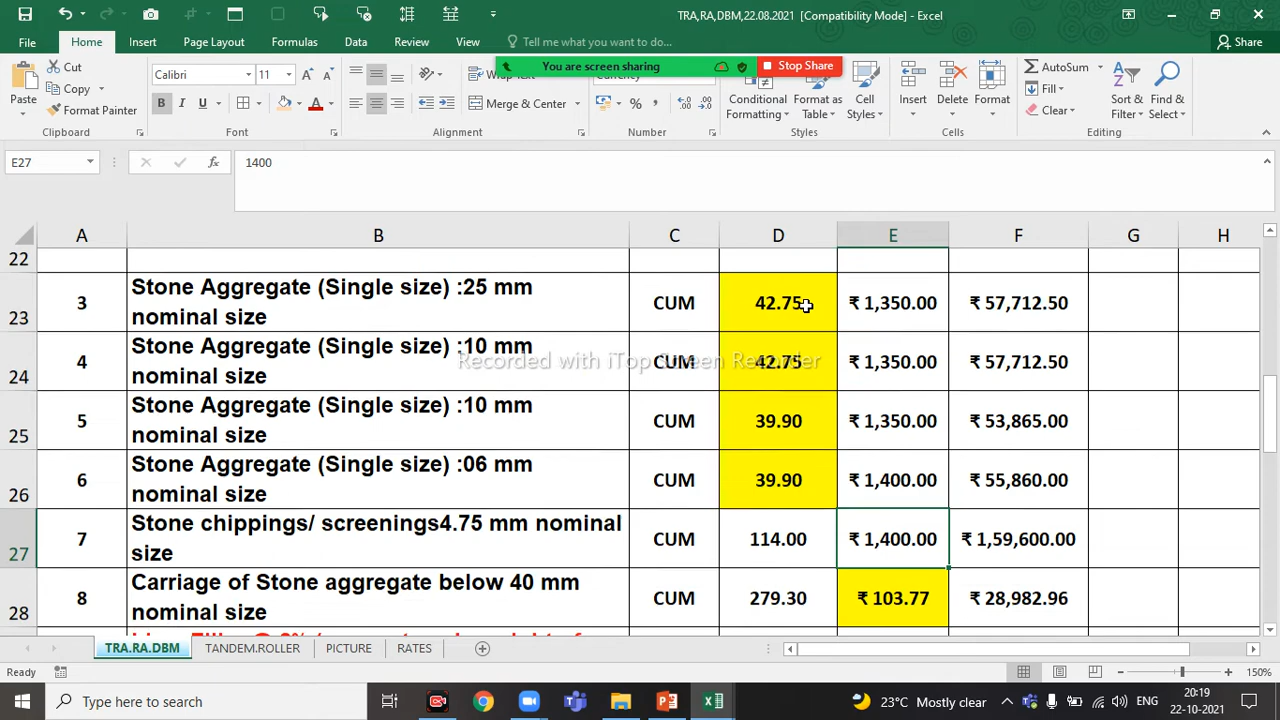 TRA,RA,DBM,22.08.2021 [Compatibility Mode] - Excel
File Home Insert Page Layout Formulas Data Review View Tell me what you want to do... Share
You are screen sharing Stop Share
Cut
Copy
Format Painter
Paste
Calibri 11
B I U
Merge & Center
Conditional Formatting
Format as Table
Cell Styles
Insert Delete Format
AutoSum
Fill
Clear
Sort & Filter
Find & Select
Clipboard Font Alignment Number Styles Cells Editing
E27 fx 1400
A B C D E F G H
22
23 3 Stone Aggregate (Single size) :25 mm nominal size CUM 42.75 ₹ 1,350.00 ₹ 57,712.50
24 4 Stone Aggregate (Single size) :10 mm nominal size CUM 42.75 ₹ 1,350.00 ₹ 57,712.50
Recorded with iTop Screen Recorder
25 5 Stone Aggregate (Single size) :10 mm nominal size CUM 39.90 ₹ 1,350.00 ₹ 53,865.00
26 6 Stone Aggregate (Single size) :06 mm nominal size CUM 39.90 ₹ 1,400.00 ₹ 55,860.00
27 7 Stone chippings/ screenings4.75 mm nominal size CUM 114.00 ₹ 1,400.00 ₹ 1,59,600.00
28 8 Carriage of Stone aggregate below 40 mm nominal size CUM 279.30 ₹ 103.77 ₹ 28,982.96
TRA.RA.DBM TANDEM.ROLLER PICTURE RATES
Ready 150%
Type here to search
23°C Mostly clear ENG 20:19
22-10-2021